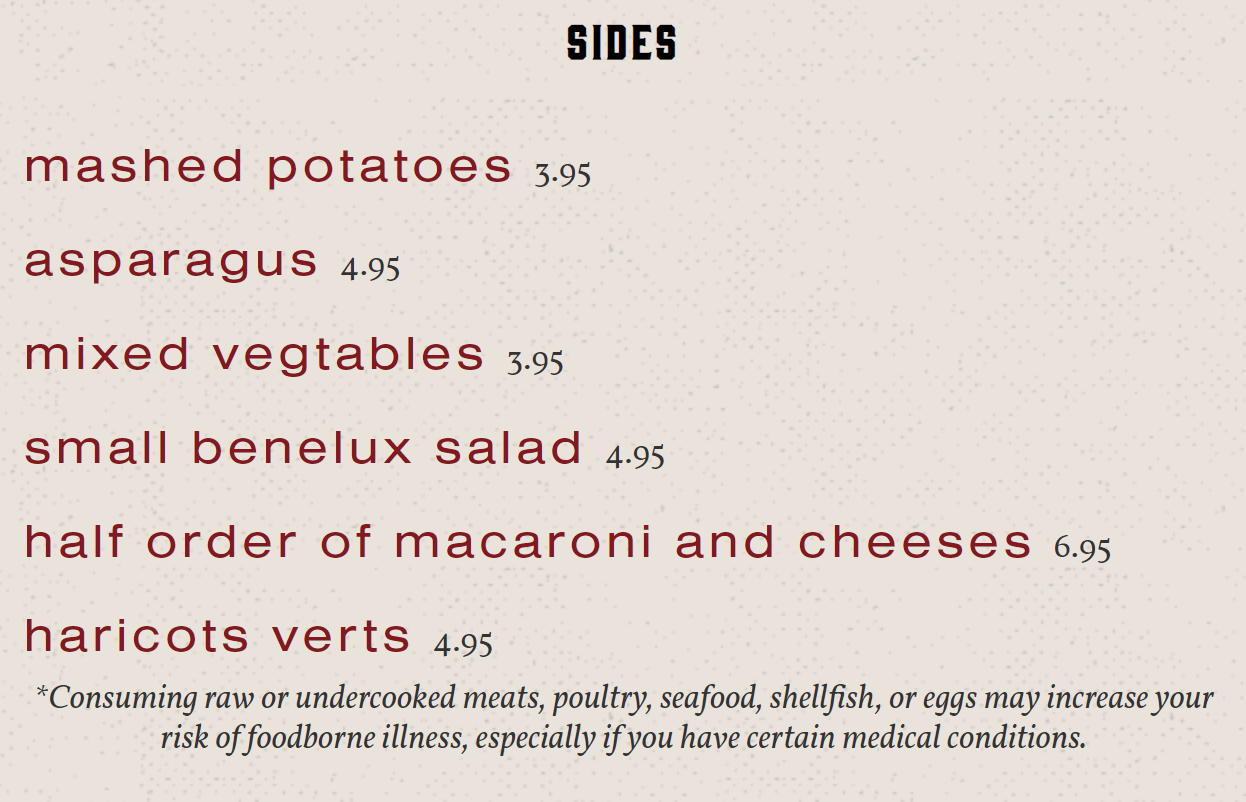 SIDES
mashed potatoes 3.95
asparagus 4.95
mixed vegtables 3.95
small benelux salad 4.95
half order of macaroni and cheeses 6.95
haricots verts 4.95
*Consuming raw or undercooked meats, poultry, seafood, shellfish, or eggs may increase your
risk of foodborne illness, especially if you have certain medical conditions.